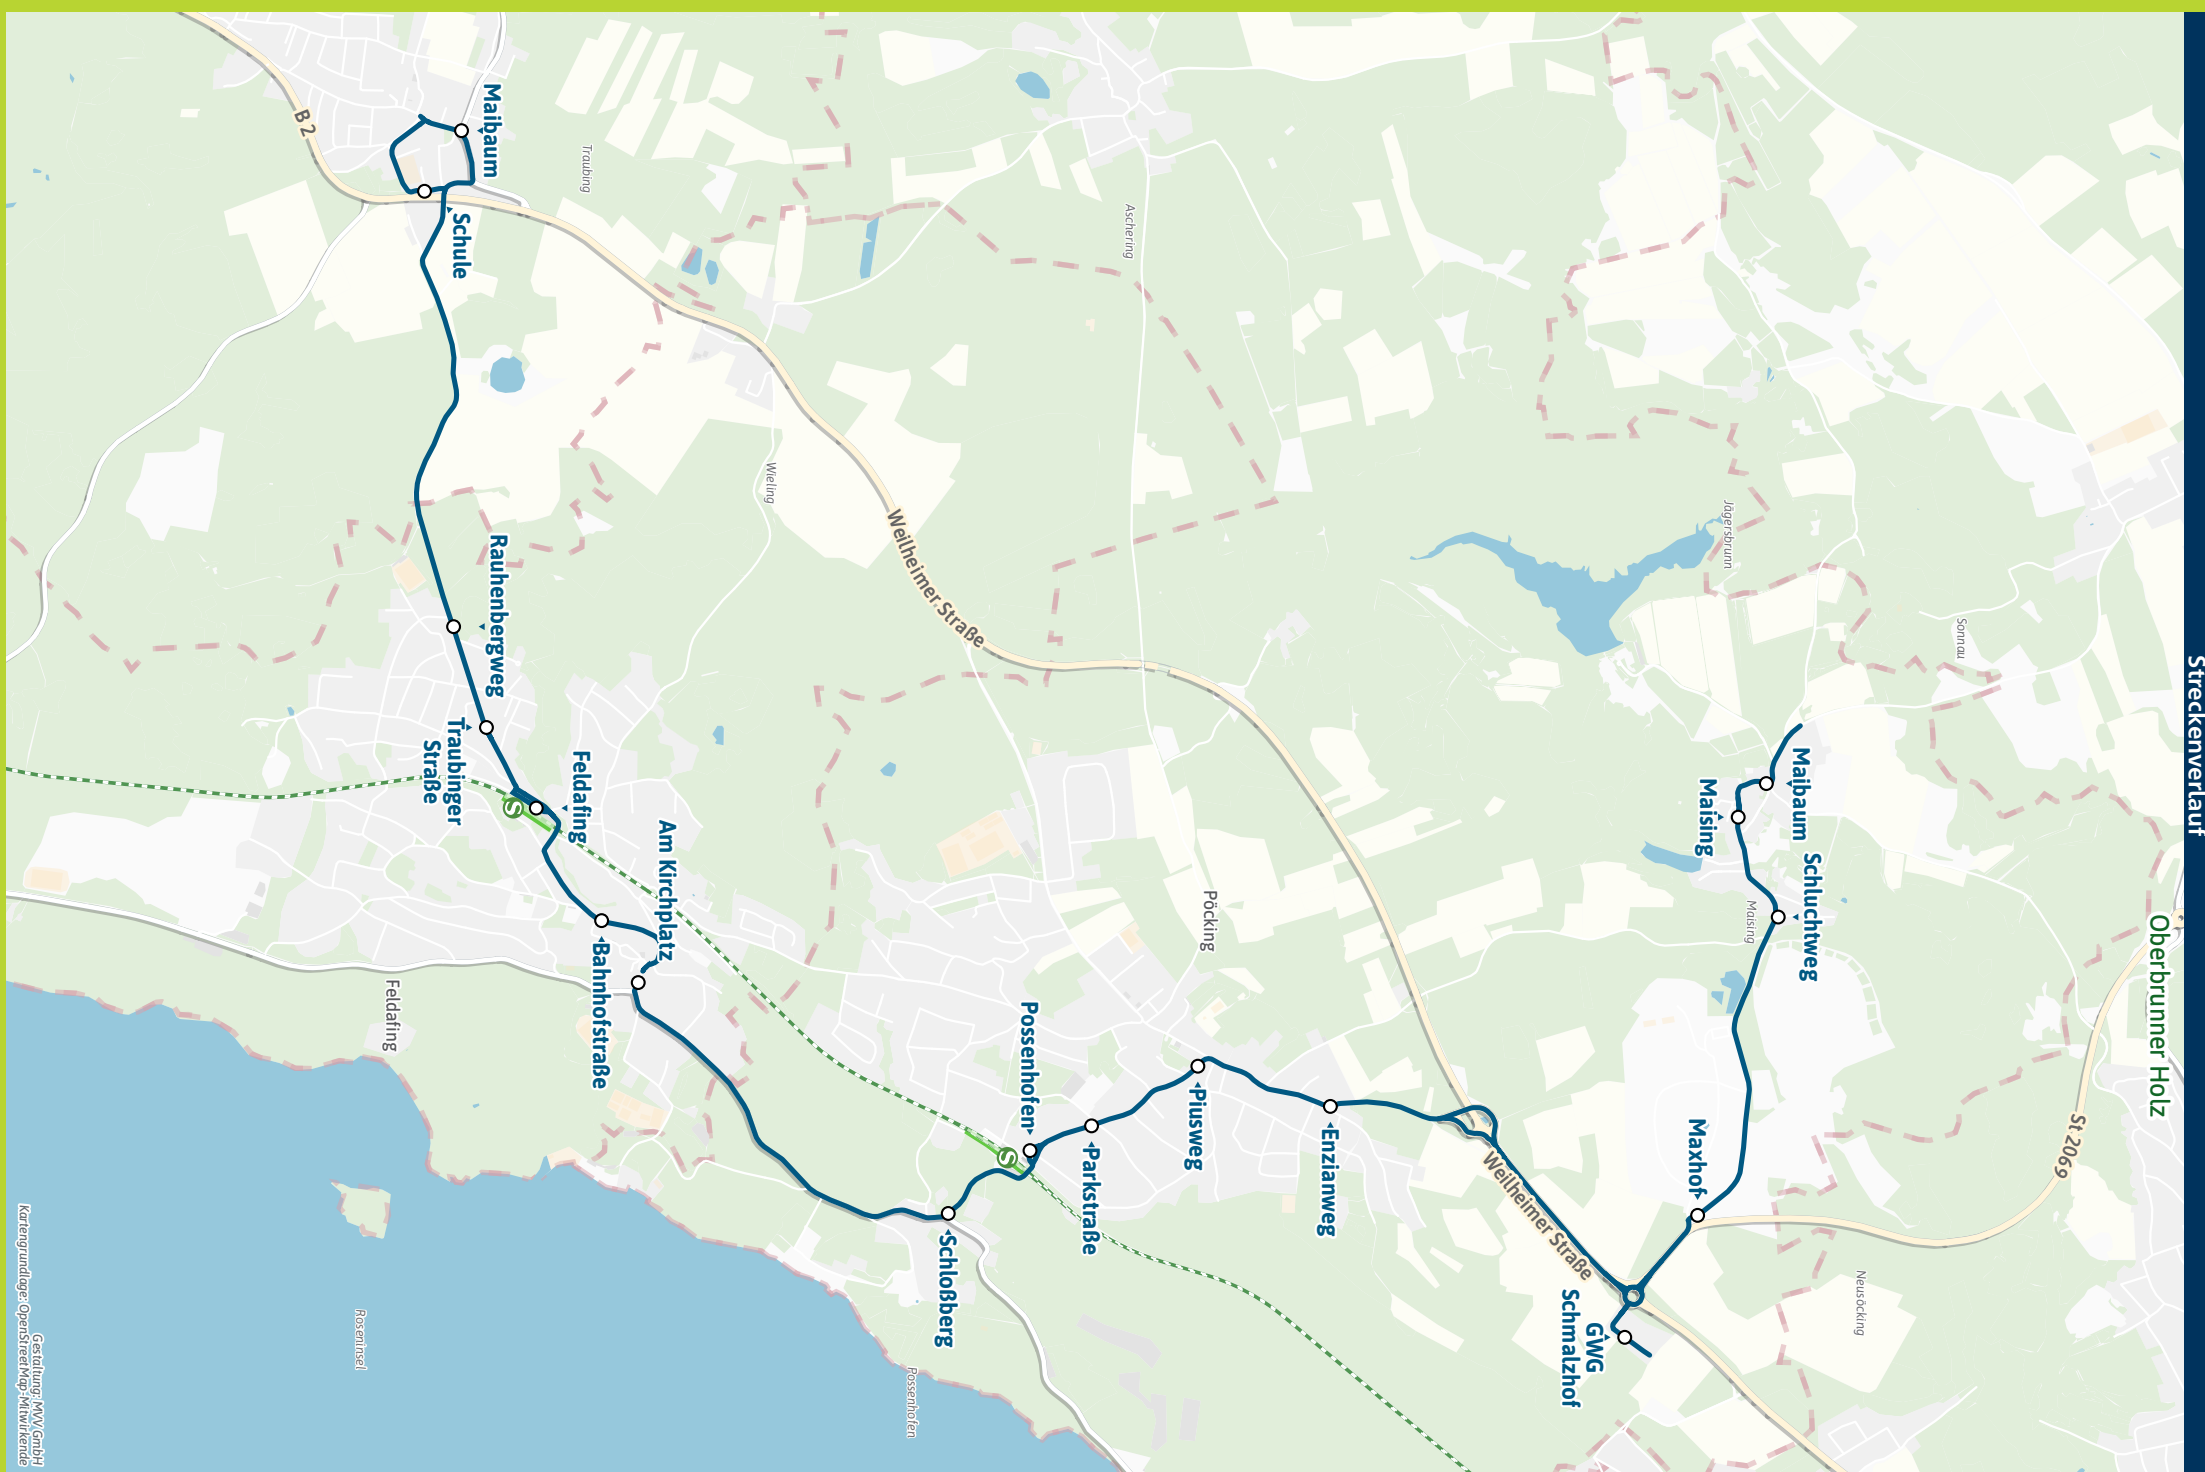 Streckenverlauf
Oberbrunner Holz
St 2069
Sonnau
Neusöcking
Maibaum
Schluchtweg
Maising
Maising
Maxhof
Jägersbrunn
GWG
Schmalzhof
Weilheimer Straße
Enzianweg
Pöcking
Piusweg
Aschering
Parkstraße
Possenhofen
S
Schloßberg
Possenhofen
Weilheimer Straße
Wieling
Am Kirchplatz
Bahnhofstraße
Traubing
Feldafing
S
Maibaum
Rauhenbergweg
Schule
Traubinger
Straße
Feldafing
Roseninsel
B 2
Gestaltung: MVV GmbH
Kartengrundlage: OpenStreetMap-Mitwirkende